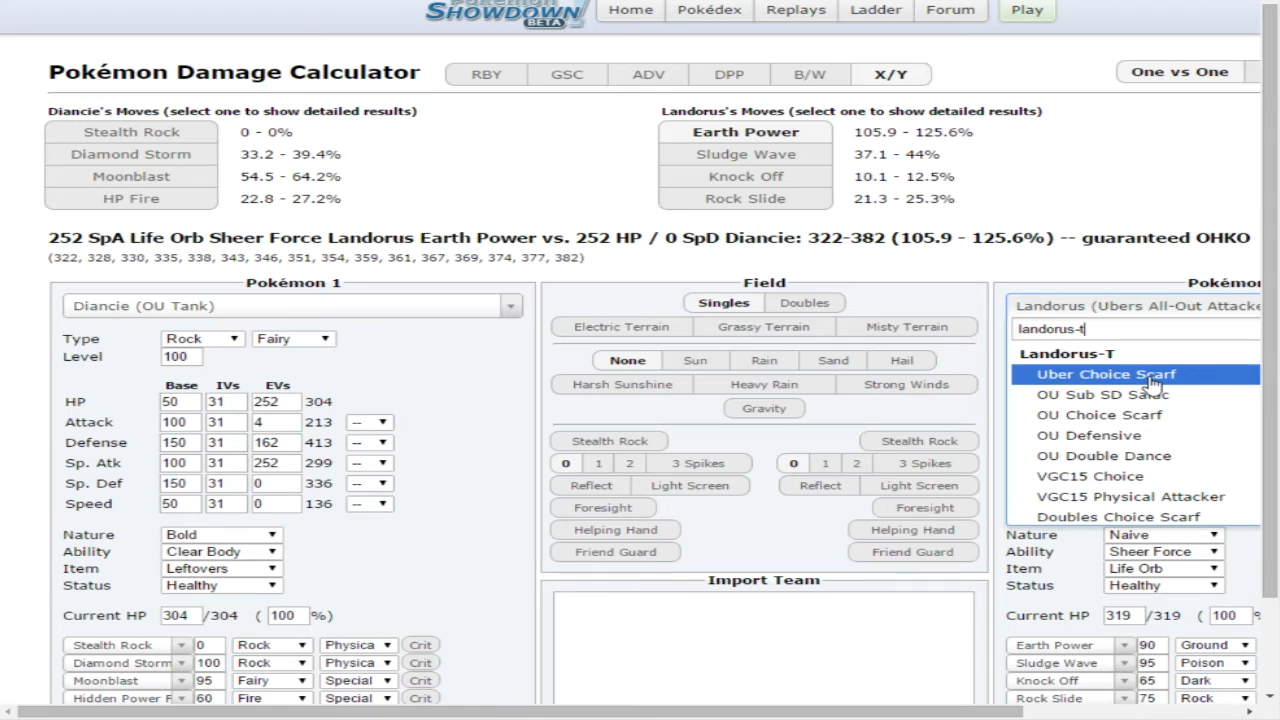 Pokémon
SHOWDOWN
BETA
Home Pokédex Replays Ladder Forum Play
Pokémon Damage Calculator RBY GSC ADV DPP B/W X/Y One vs One
Diancie's Moves (select one to show detailed results) Landorus's Moves (select one to show detailed results)
Stealth Rock 0 - 0% Earth Power 105.9 - 125.6%
Diamond Storm 33.2 - 39.4% Sludge Wave 37.1 - 44%
Moonblast 54.5 - 64.2% Knock Off 10.1 - 12.5%
HP Fire 22.8 - 27.2% Rock Slide 21.3 - 25.3%
252 SpA Life Orb Sheer Force Landorus Earth Power vs. 252 HP / 0 SpD Diancie: 322-382 (105.9 - 125.6%) -- guaranteed OHKO
(322, 328, 330, 335, 338, 343, 346, 351, 354, 359, 361, 367, 369, 374, 377, 382)
Pokémon 1 Field Pokémon
Diancie (OU Tank) Singles Doubles Landorus (Ubers All-Out Attacke
Electric Terrain Grassy Terrain Misty Terrain landorus-t
Type Rock Fairy Landorus-T
Level 100 None Sun Rain Sand Hail Uber Choice Scarf
Base IVs EVs Harsh Sunshine Heavy Rain Strong Winds OU Sub SD Salac
HP 50 31 252 304 Gravity OU Choice Scarf
Attack 100 31 4 213 --
Defense 150 31 162 413 -- Stealth Rock Stealth Rock OU Defensive
Sp. Atk 100 31 252 299 -- 0 1 2 3 Spikes 0 1 2 3 Spikes OU Double Dance
Sp. Def 150 31 0 336 -- Reflect Light Screen Reflect Light Screen VGC15 Choice
Speed 50 31 0 136 -- Foresight Foresight VGC15 Physical Attacker
Helping Hand Helping Hand Doubles Choice Scarf
Nature Bold Nature Naive
Ability Clear Body Friend Guard Friend Guard Ability Sheer Force
Item Leftovers Item Life Orb
Status Healthy Import Team Status Healthy
Current HP 304 /304 ( 100 %) Current HP 319 /319 ( 100 %
Stealth Rock 0 Rock Physica Crit Earth Power 90 Ground
Diamond Storm 100 Rock Physica Crit Sludge Wave 95 Poison
Moonblast 95 Fairy Special Crit Knock Off 65 Dark
Hidden Power F 60 Fire Special Crit Rock Slide 75 Rock